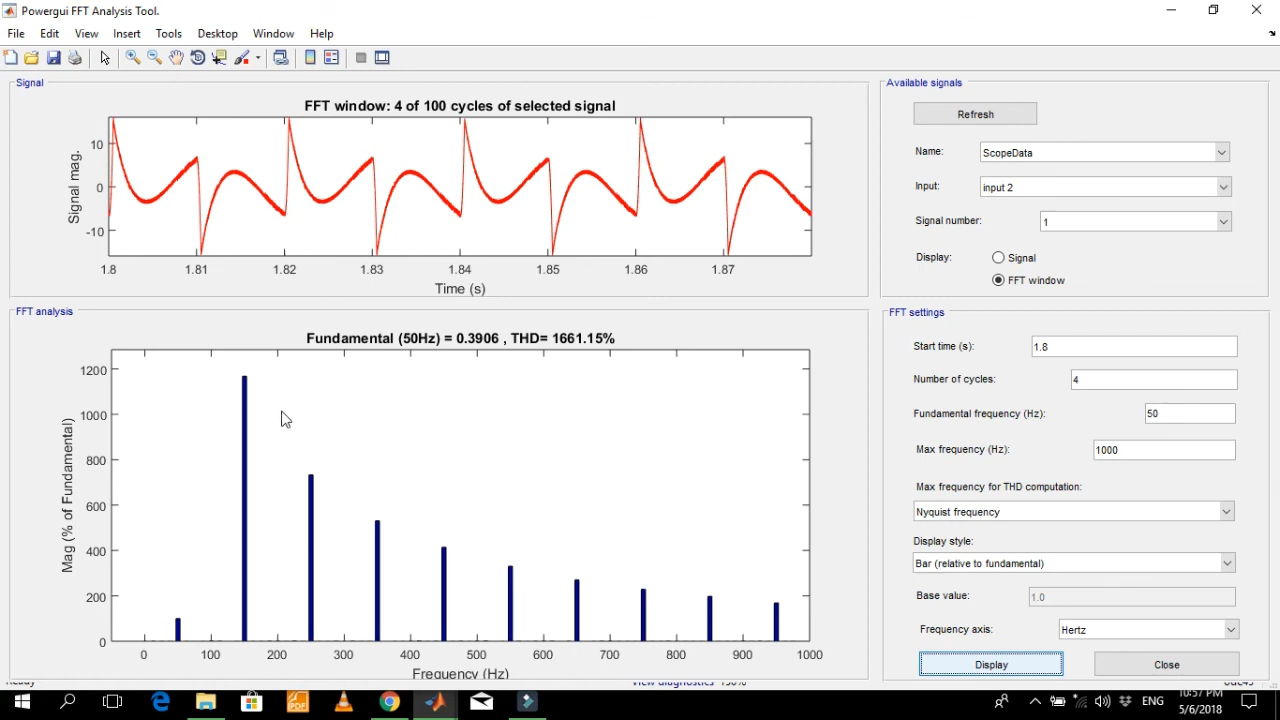 Powergui FFT Analysis Tool.
File Edit View Insert Tools Desktop Window Help
Signal
FFT window: 4 of 100 cycles of selected signal
Signal mag.
10
0
-10
1.8 1.81 1.82 1.83 1.84 1.85 1.86 1.87
Time (s)
FFT analysis
Fundamental (50Hz) = 0.3906 , THD= 1661.15%
Mag (% of Fundamental)
1200
1000
800
600
400
200
0
0 100 200 300 400 500 600 700 800 900 1000
Frequency (Hz)
Available signals
Refresh
Name: ScopeData
Input: input 2
Signal number: 1
Display: Signal
FFT window
FFT settings
Start time (s): 1.8
Number of cycles: 4
Fundamental frequency (Hz): 50
Max frequency (Hz): 1000
Max frequency for THD computation:
Nyquist frequency
Display style:
Bar (relative to fundamental)
Base value: 1.0
Frequency axis: Hertz
Display Close
Ready View diagnostics 150%
ENG 10:57 PM
5/6/2018